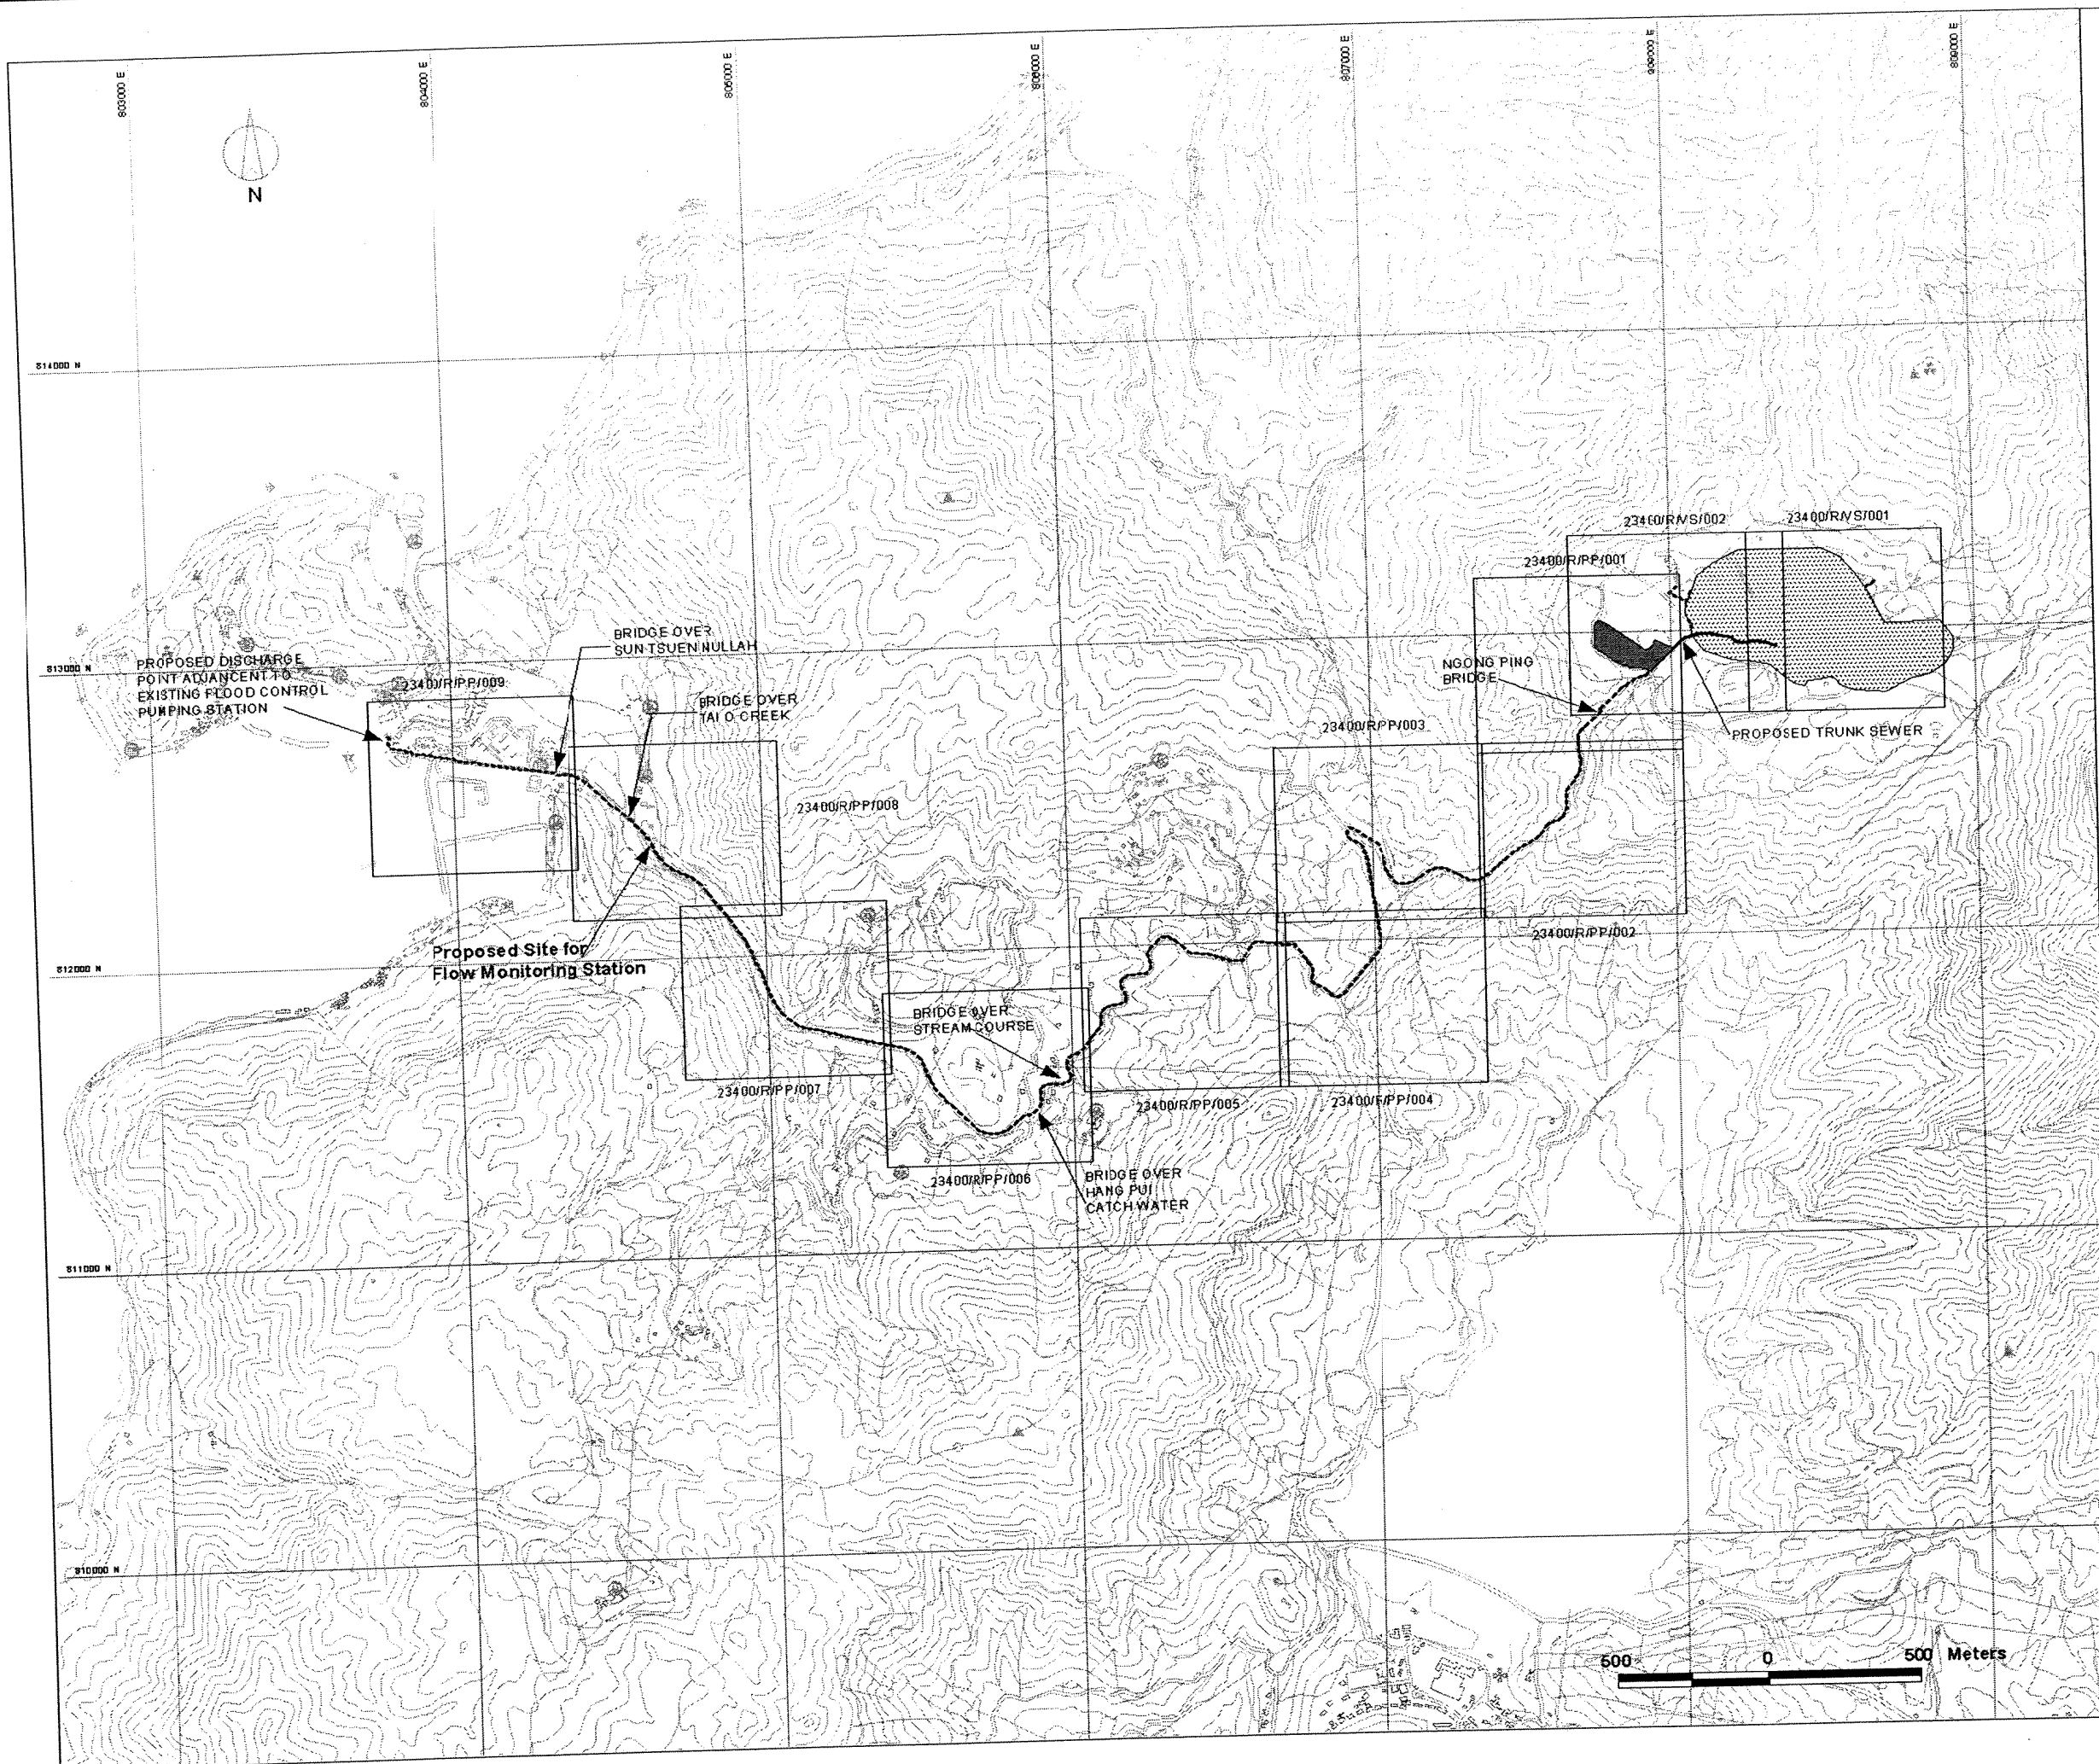 803000 E
804000 E
805000 E
806000 E
807000 E
808000 E
809000 E
N
814000 N
23400/R/VS/002
23400/R/VS/001
23400/R/PP/001
BRIDGE OVER
SUN TSUEN NULLAH
813000 N
PROPOSED DISCHARGE
POINT ADJANCENT TO
EXISTING FLOOD CONTROL
PUMPING STATION
23400/R/PP/009
NGONG PING
BRIDGE
BRIDGE OVER
TAI O CREEK
23400/R/PP/003
PROPOSED TRUNK SEWER
23400/R/PP/008
23400/R/PP/002
Proposed Site for
Flow Monitoring Station
812000 N
BRIDGE OVER
STREAM COURSE
23400/R/PP/007
23400/R/PP/005
23400/R/PP/004
23400/R/PP/006
BRIDGE OVER
HANG PUI
CATCHWATER
811000 N
810000 N
500 0 500 Meters